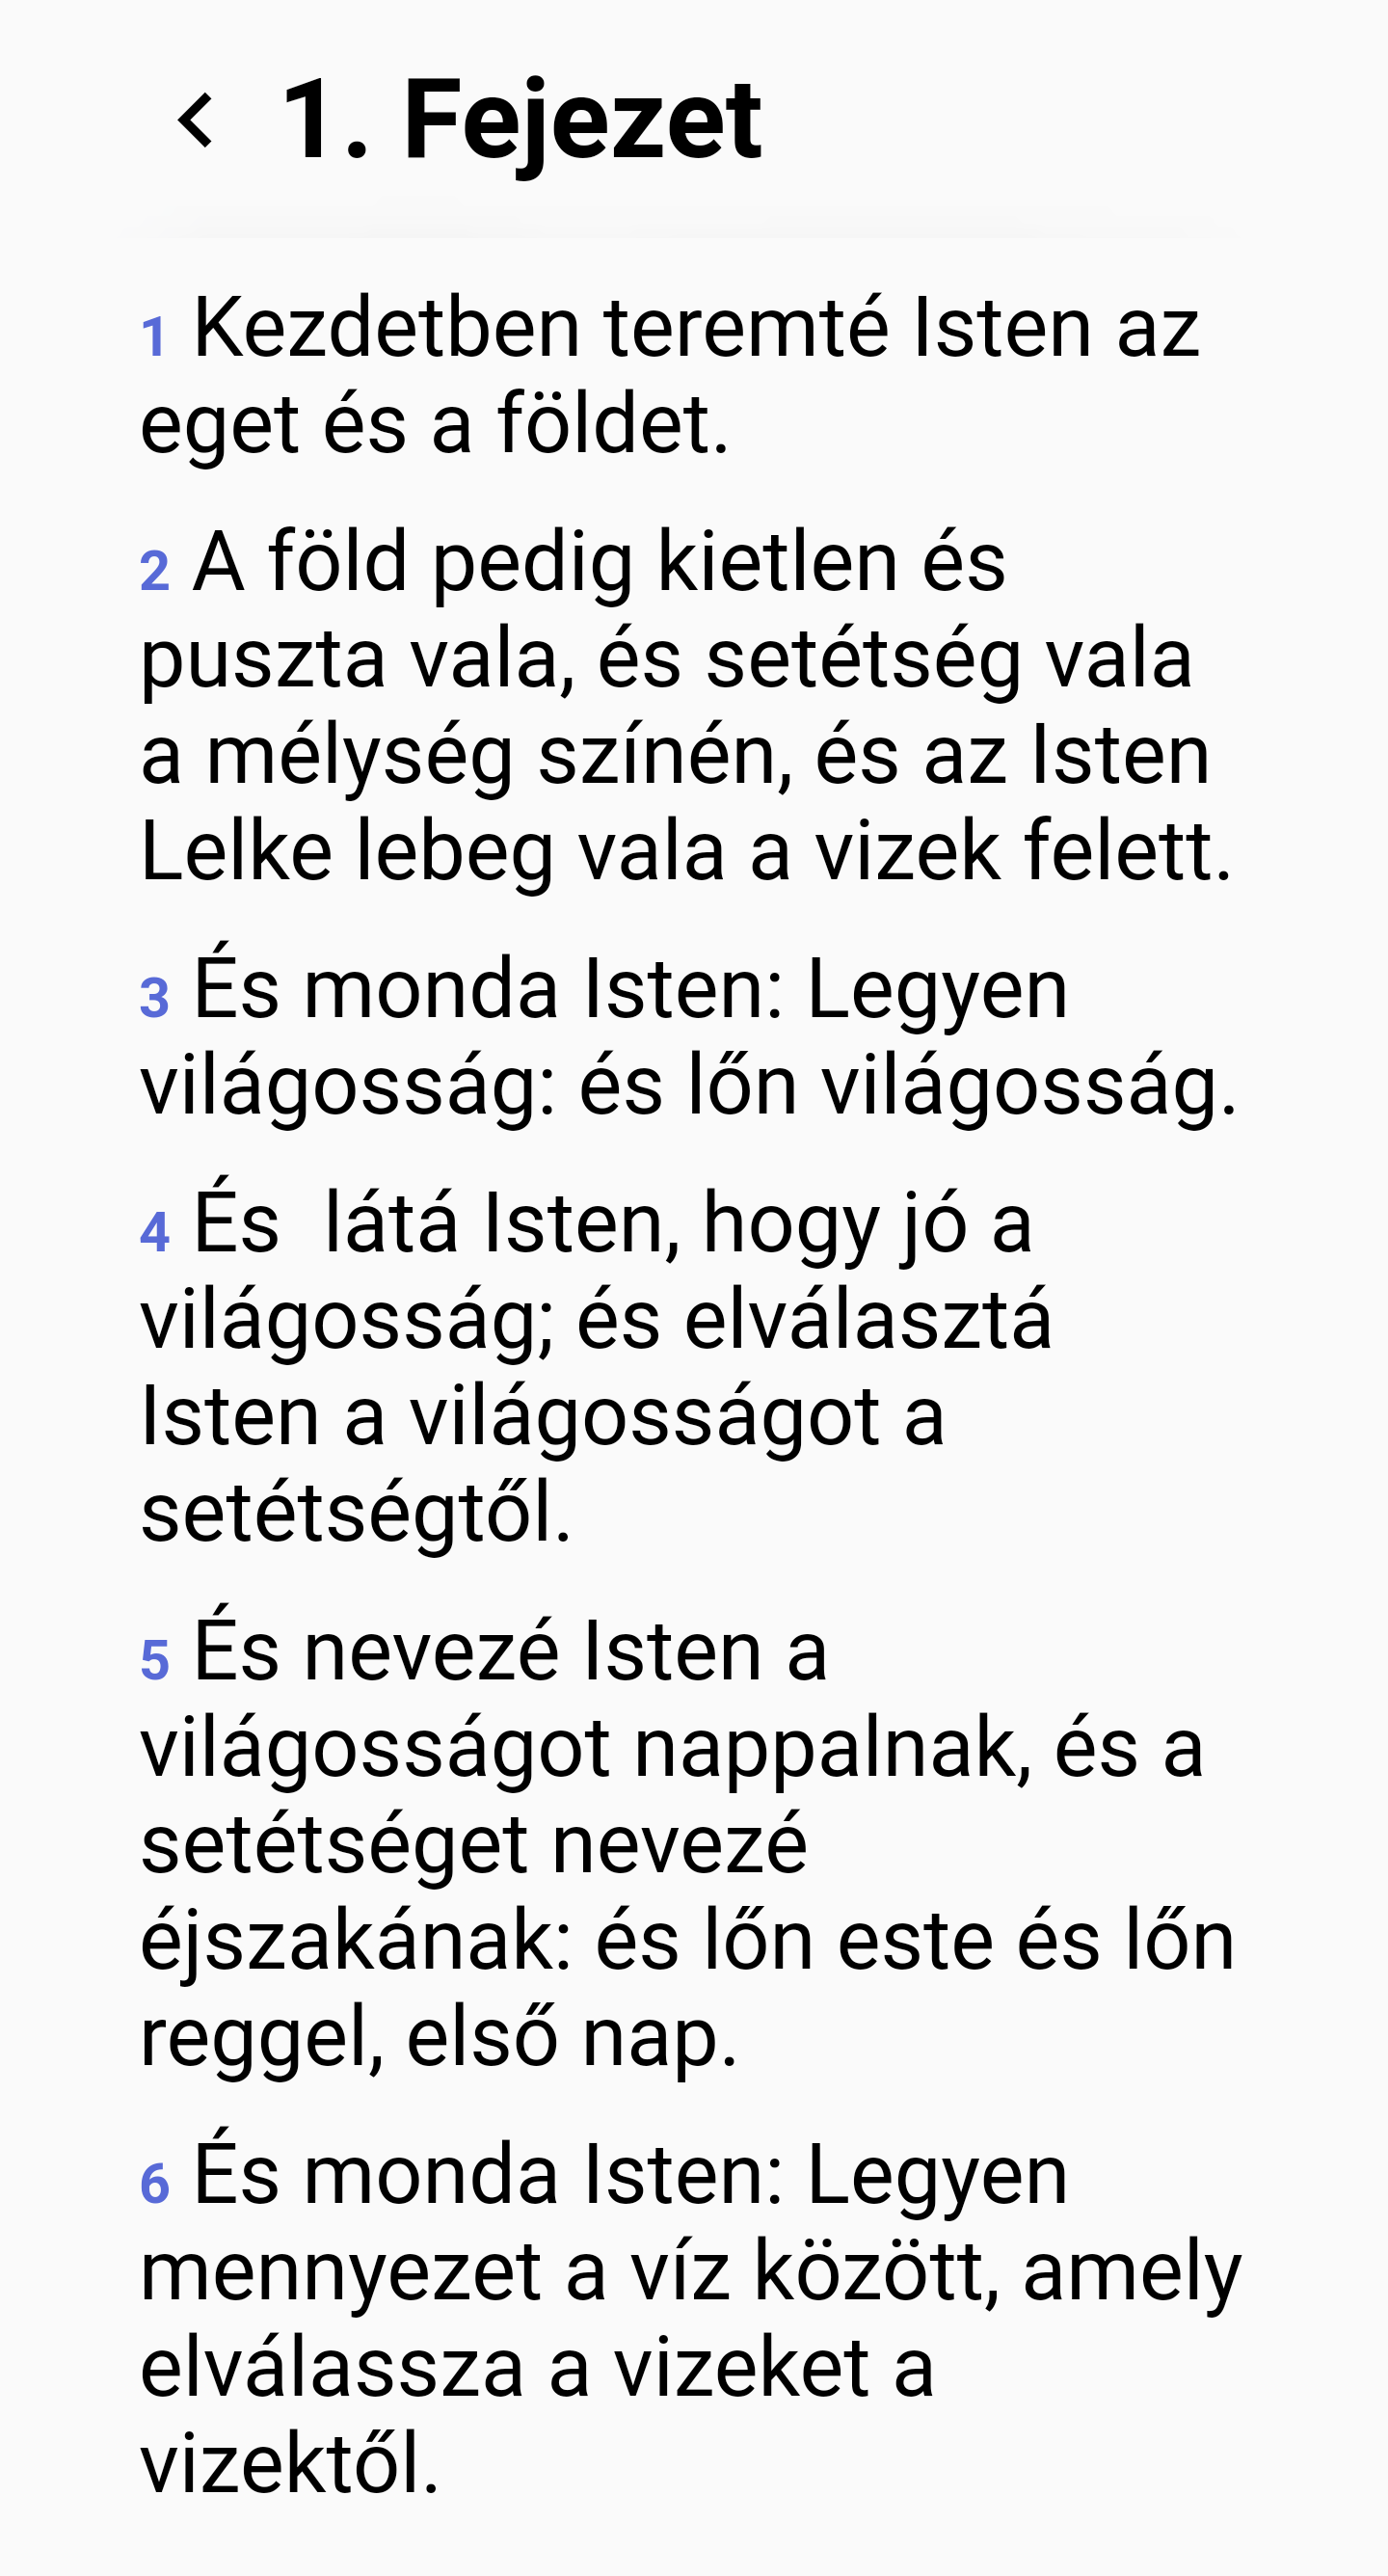 1. Fejezet
1 Kezdetben teremté Isten az
eget és a földet.
2 A föld pedig kietlen és
puszta vala, és setétség vala
a mélység színén, és az Isten
Lelke lebeg vala a vizek felett.
3 És monda Isten: Legyen
világosság: és lőn világosság.
4 És  látá Isten, hogy jó a
világosság; és elválasztá
Isten a világosságot a
setétségtől.
5 És nevezé Isten a
világosságot nappalnak, és a
setétséget nevezé
éjszakának: és lőn este és lőn
reggel, első nap.
6 És monda Isten: Legyen
mennyezet a víz között, amely
elválassza a vizeket a
vizektől.